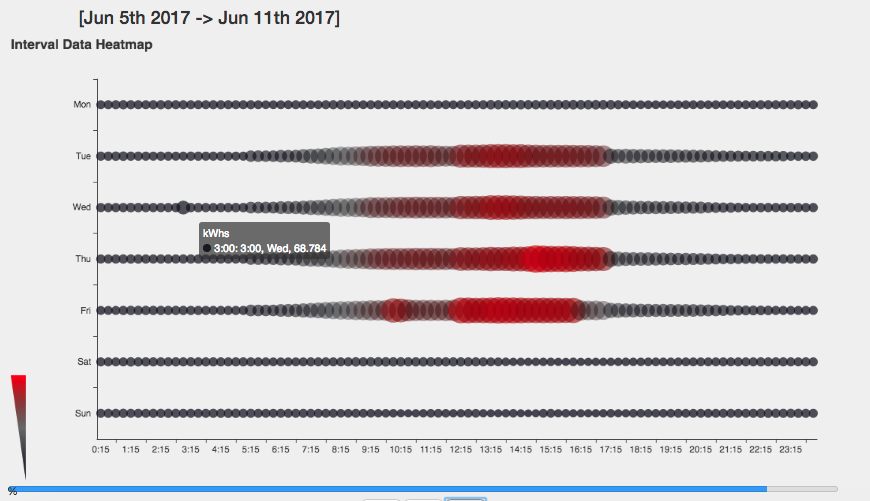 [Jun 5th 2017 -> Jun 11th 2017]
Interval Data Heatmap
Mon
Tue
Wed
kWhs
3:00: 3:00, Wed, 68.784
Thu
Fri
Sat
Sun
0:15 1:15 2:15 3:15 4:15 5:15 6:15 7:15 8:15 9:15 10:15 11:15 12:15 13:15 14:15 15:15 16:15 17:15 18:15 19:15 20:15 21:15 22:15 23:15
%